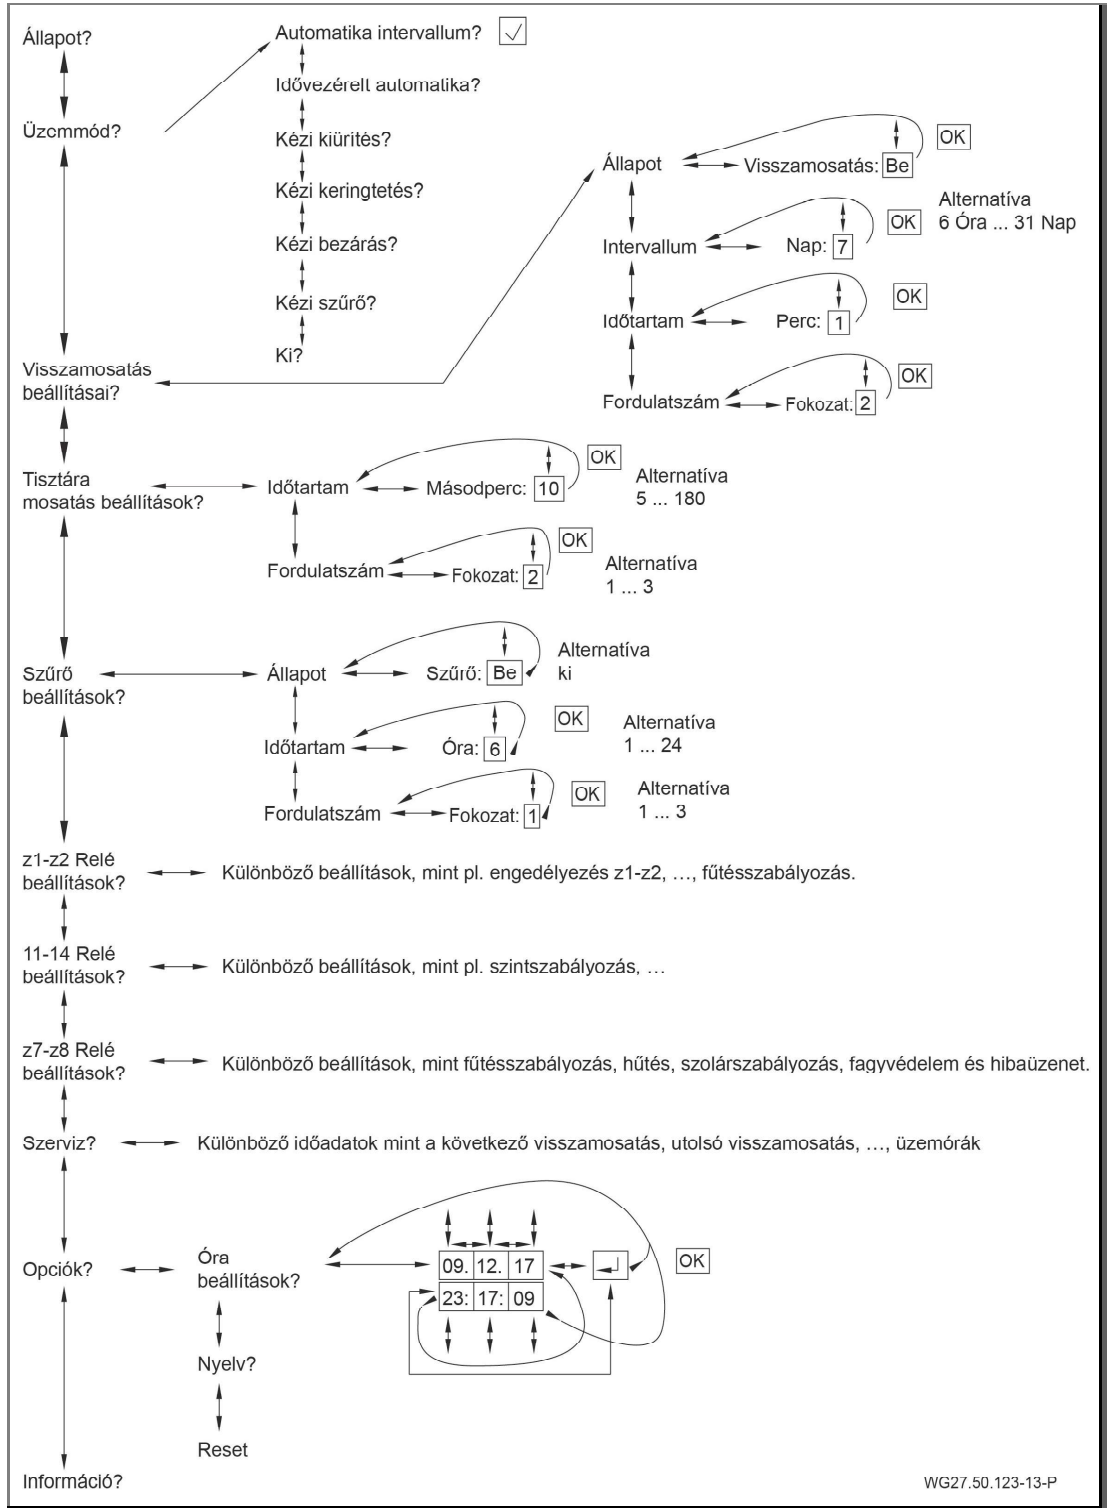 Állapot?
Üzemmód?
Automatika intervallum?
Idővezérelt automatika?
Kézi kiürítés?
Kézi keringtetés?
Kézi bezárás?
Kézi szűrő?
Ki?
Visszamosatás
beállításai?
Állapot
Visszamosatás: Be
OK
Intervallum
Nap: 7
OK
Alternatíva
6 Óra ... 31 Nap
Időtartam
Perc: 1
OK
Fordulatszám
Fokozat: 2
OK
Tisztára
mosatás beállítások?
Időtartam
Másodperc: 10
OK
Alternatíva
5 ... 180
Fordulatszám
Fokozat: 2
OK
Alternatíva
1 ... 3
Szűrő
beállítások?
Állapot
Szűrő: Be
Alternatíva
ki
Időtartam
Óra: 6
OK
Alternatíva
1 ... 24
Fordulatszám
Fokozat: 1
OK
Alternatíva
1 ... 3
z1-z2 Relé
beállítások?
Különböző beállítások, mint pl. engedélyezés z1-z2, ..., fűtésszabályozás.
11-14 Relé
beállítások?
Különböző beállítások, mint pl. szintszabályozás, ...
z7-z8 Relé
beállítások?
Különböző beállítások, mint fűtésszabályozás, hűtés, szolárszabályozás, fagyvédelem és hibaüzenet.
Szerviz?
Különböző időadatok mint a következő visszamosatás, utolsó visszamosatás, ..., üzemórák
Opciók?
Óra
beállítások?
09. 12. 17
23: 17: 09
OK
Nyelv?
Reset
Információ?
WG27.50.123-13-P